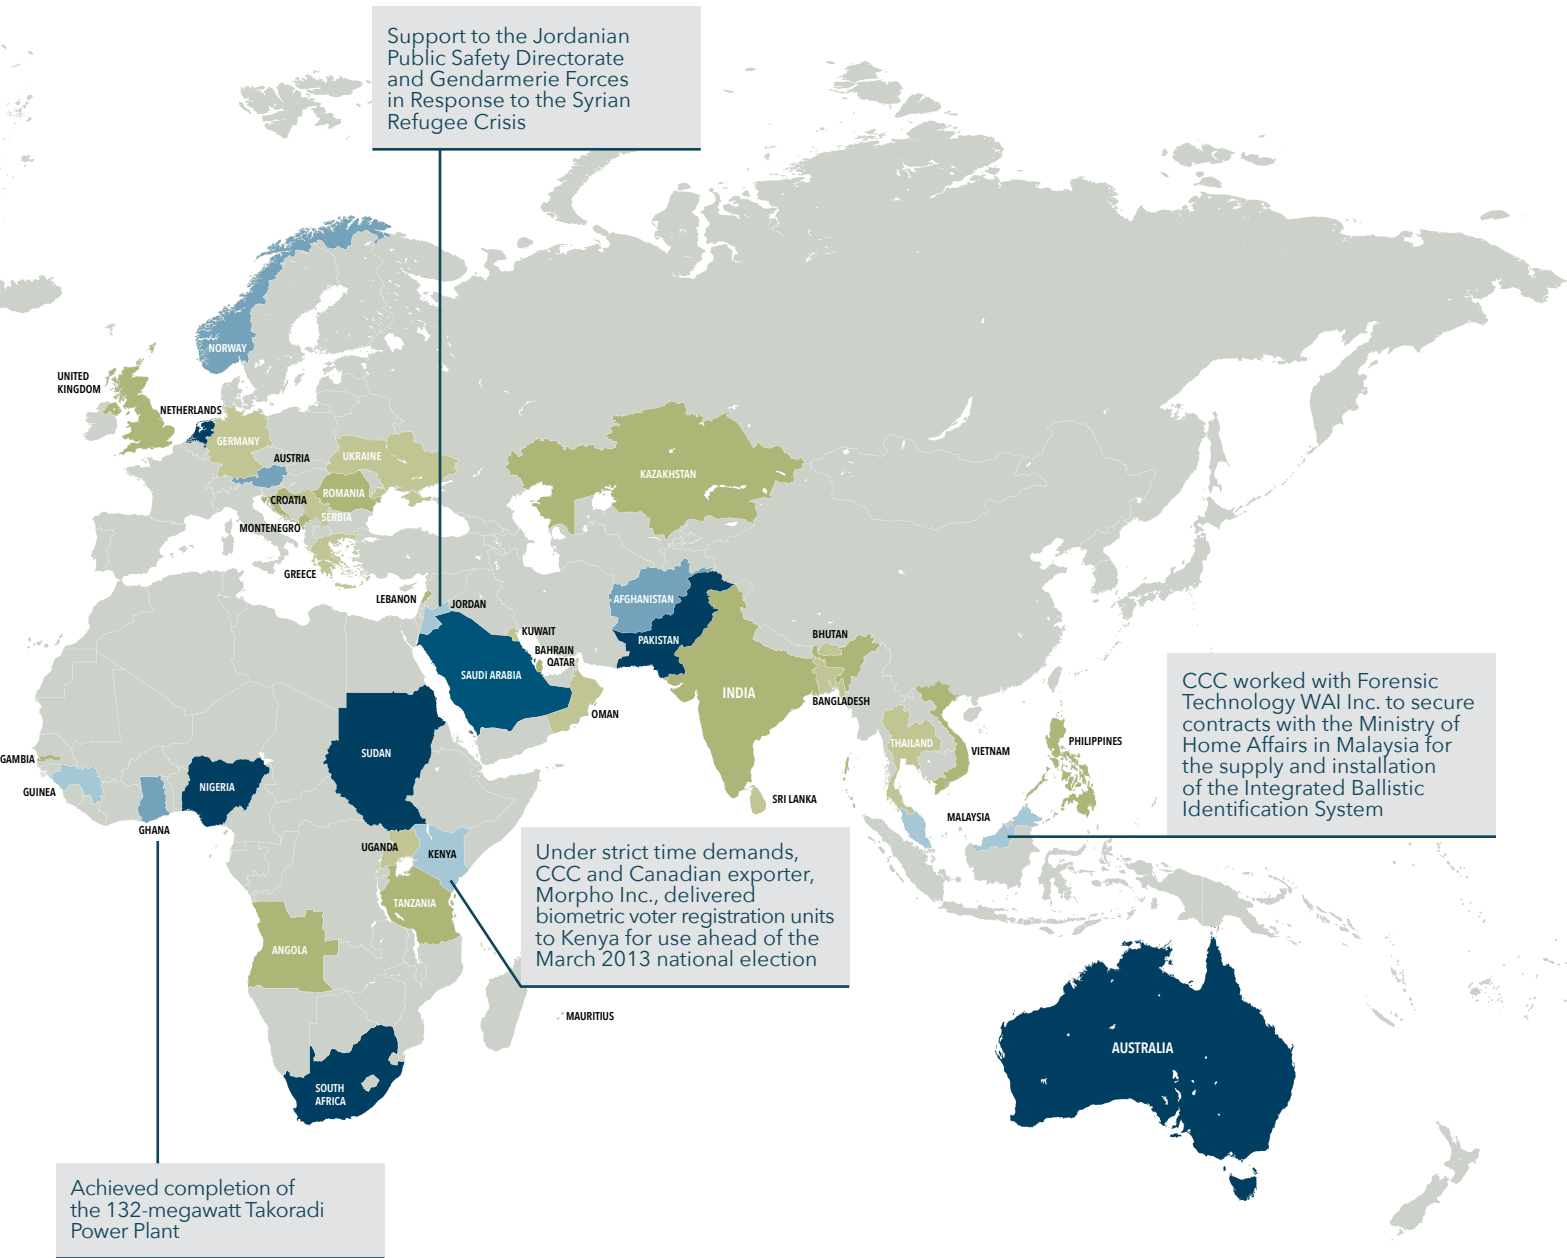 Support to the Jordanian
Public Safety Directorate
and Gendarmerie Forces
in Response to the Syrian
Refugee Crisis
NORWAY
UNITED
KINGDOM
NETHERLANDS
GERMANY
AUSTRIA
UKRAINE
KAZAKHSTAN
ROMANIA
CROATIA
SERBIA
MONTENEGRO
GREECE
LEBANON
JORDAN
AFGHANISTAN
KUWAIT
PAKISTAN
BHUTAN
BAHRAIN
QATAR
SAUDI ARABIA
INDIA
BANGLADESH
OMAN
CCC worked with Forensic
Technology WAI Inc. to secure
contracts with the Ministry of
Home Affairs in Malaysia for
the supply and installation
of the Integrated Ballistic
Identification System
THAILAND
VIETNAM
PHILIPPINES
SUDAN
GAMBIA
GUINEA
NIGERIA
SRI LANKA
MALAYSIA
GHANA
UGANDA
KENYA
Under strict time demands,
CCC and Canadian exporter,
Morpho Inc., delivered
biometric voter registration units
to Kenya for use ahead of the
March 2013 national election
TANZANIA
ANGOLA
MAURITIUS
AUSTRALIA
SOUTH
AFRICA
Achieved completion of
the 132-megawatt Takoradi
Power Plant